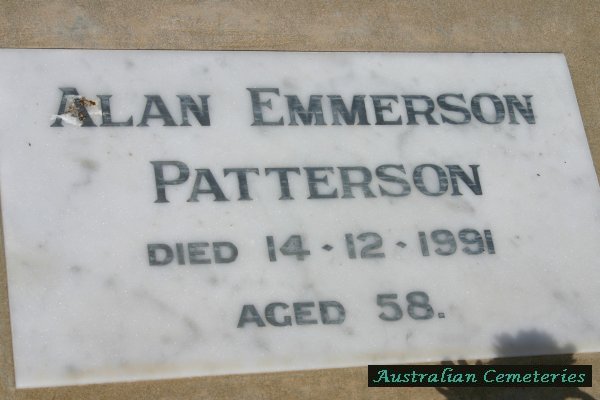 ALAN EMMERSON
PATTERSON
DIED 14·12·1991
AGED 58.
Australian Cemeteries